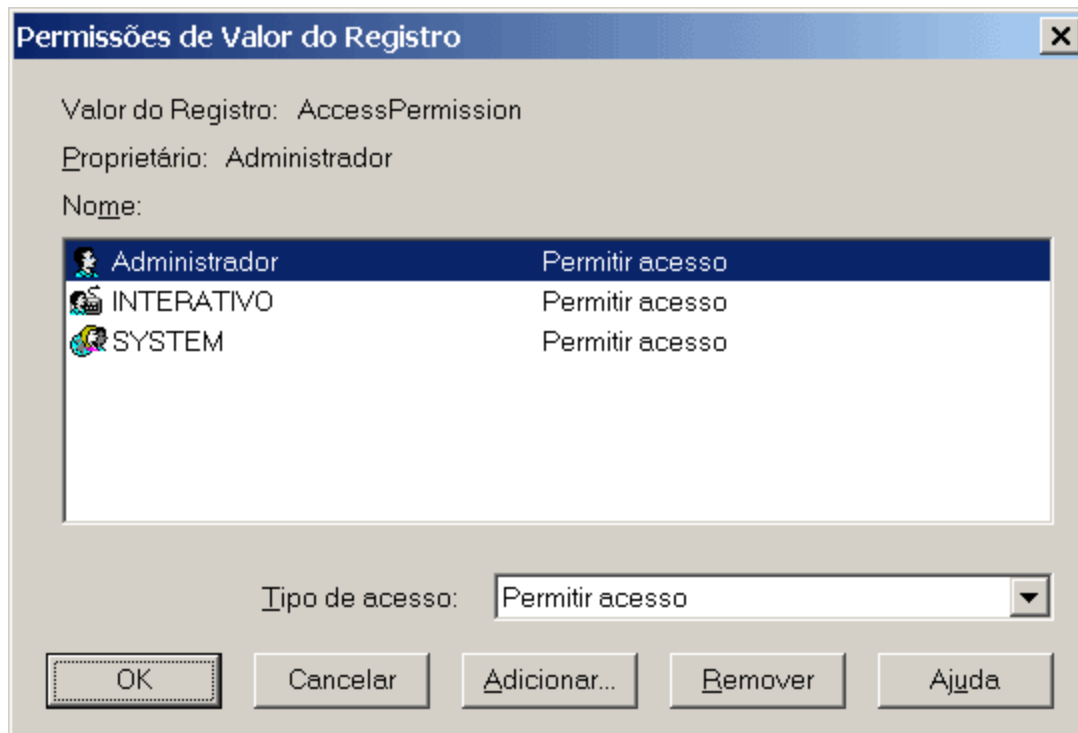 Permissões de Valor do Registro
Valor do Registro: AccessPermission
Proprietário: Administrador
Nome:
Administrador Permitir acesso
INTERATIVO Permitir acesso
SYSTEM Permitir acesso
Tipo de acesso: Permitir acesso
OK Cancelar Adicionar... Remover Ajuda